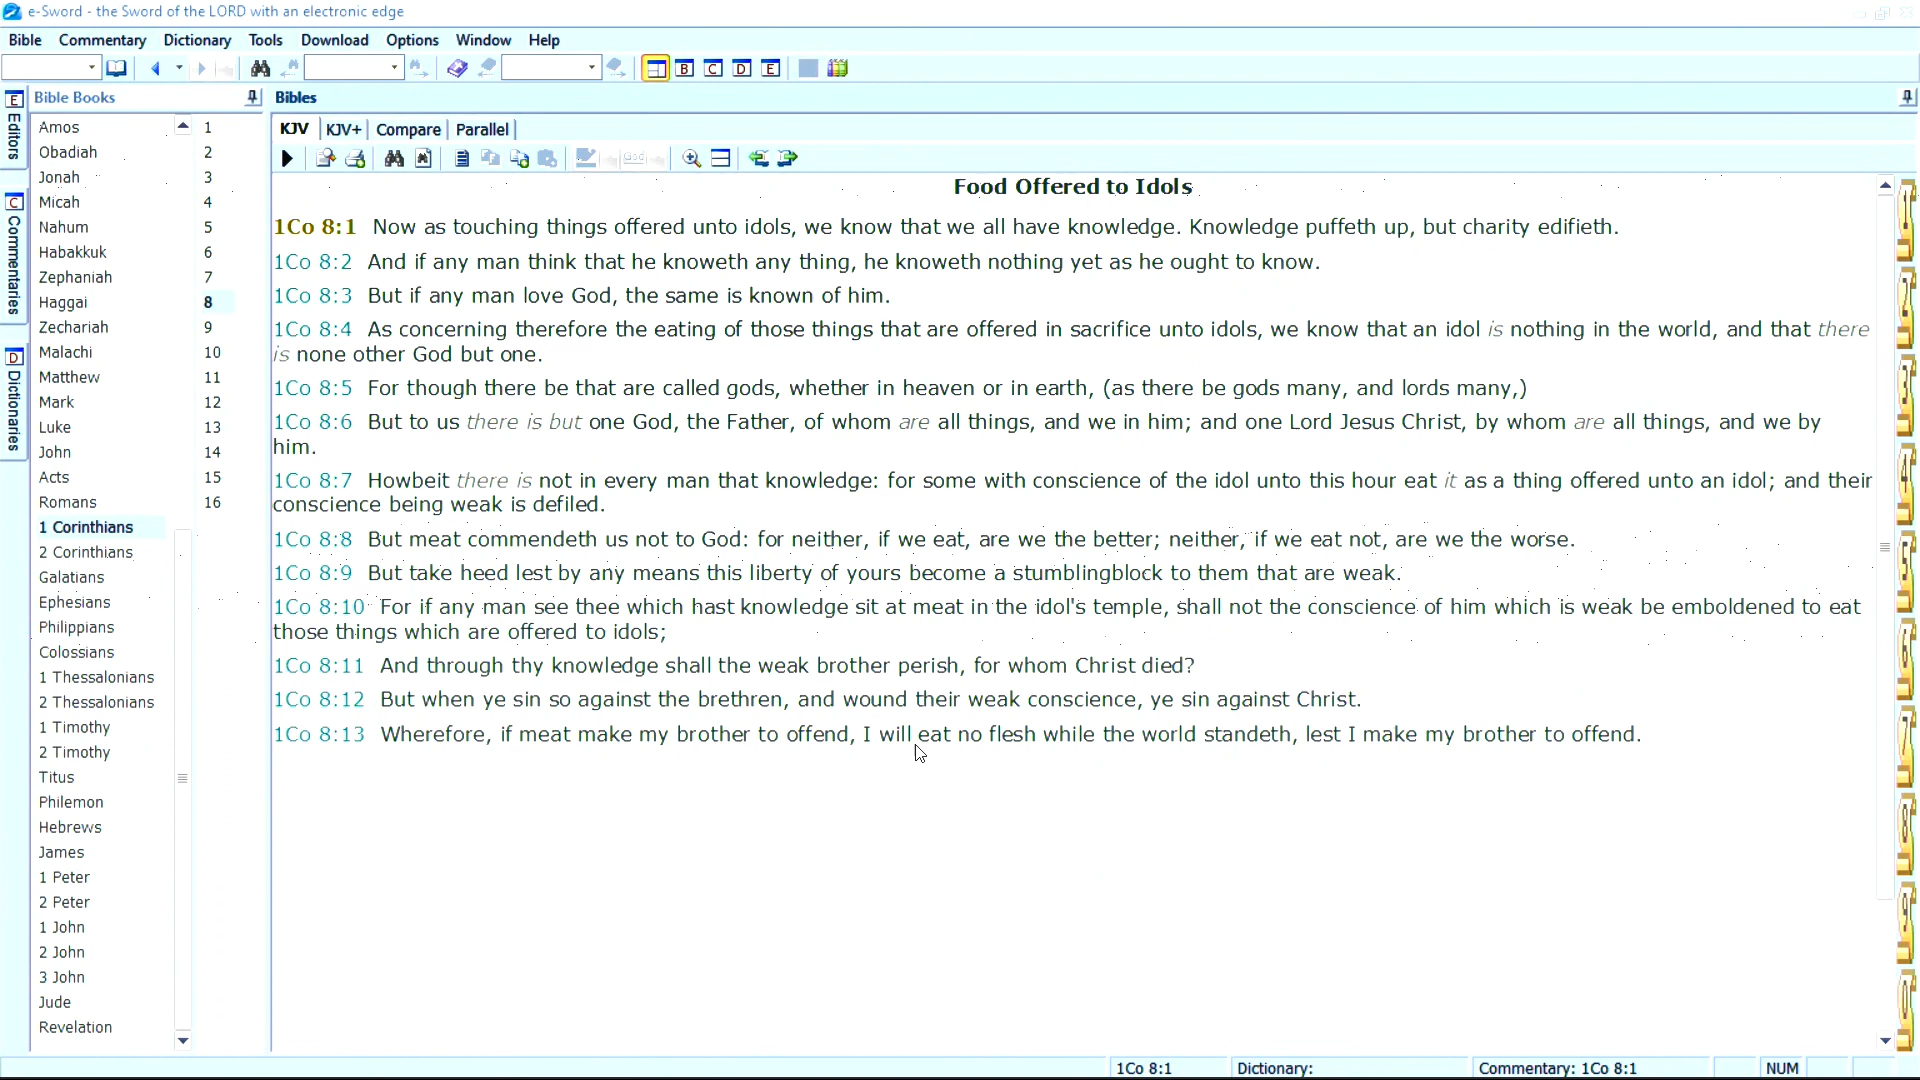 e-Sword - the Sword of the LORD with an electronic edge
Bible Commentary Dictionary Tools Download Options Window Help
B C D E
E Editors
C Commentaries
D Dictionaries
Bible Books
Amos
Obadiah
Jonah
Micah
Nahum
Habakkuk
Zephaniah
Haggai
Zechariah
Malachi
Matthew
Mark
Luke
John
Acts
Romans
1 Corinthians
2 Corinthians
Galatians
Ephesians
Philippians
Colossians
1 Thessalonians
2 Thessalonians
1 Timothy
2 Timothy
Titus
Philemon
Hebrews
James
1 Peter
2 Peter
1 John
2 John
3 John
Jude
Revelation
1
2
3
4
5
6
7
8
9
10
11
12
13
14
15
16
Bibles
KJV KJV+ Compare Parallel
Food Offered to Idols
1Co 8:1 Now as touching things offered unto idols, we know that we all have knowledge. Knowledge puffeth up, but charity edifieth.
1Co 8:2 And if any man think that he knoweth any thing, he knoweth nothing yet as he ought to know.
1Co 8:3 But if any man love God, the same is known of him.
1Co 8:4 As concerning therefore the eating of those things that are offered in sacrifice unto idols, we know that an idol is nothing in the world, and that there
is none other God but one.
1Co 8:5 For though there be that are called gods, whether in heaven or in earth, (as there be gods many, and lords many,)
1Co 8:6 But to us there is but one God, the Father, of whom are all things, and we in him; and one Lord Jesus Christ, by whom are all things, and we by
him.
1Co 8:7 Howbeit there is not in every man that knowledge: for some with conscience of the idol unto this hour eat it as a thing offered unto an idol; and their
conscience being weak is defiled.
1Co 8:8 But meat commendeth us not to God: for neither, if we eat, are we the better; neither, if we eat not, are we the worse.
1Co 8:9 But take heed lest by any means this liberty of yours become a stumblingblock to them that are weak.
1Co 8:10 For if any man see thee which hast knowledge sit at meat in the idol's temple, shall not the conscience of him which is weak be emboldened to eat
those things which are offered to idols;
1Co 8:11 And through thy knowledge shall the weak brother perish, for whom Christ died?
1Co 8:12 But when ye sin so against the brethren, and wound their weak conscience, ye sin against Christ.
1Co 8:13 Wherefore, if meat make my brother to offend, I will eat no flesh while the world standeth, lest I make my brother to offend.
1Co 8:1 Dictionary: Commentary: 1Co 8:1 NUM